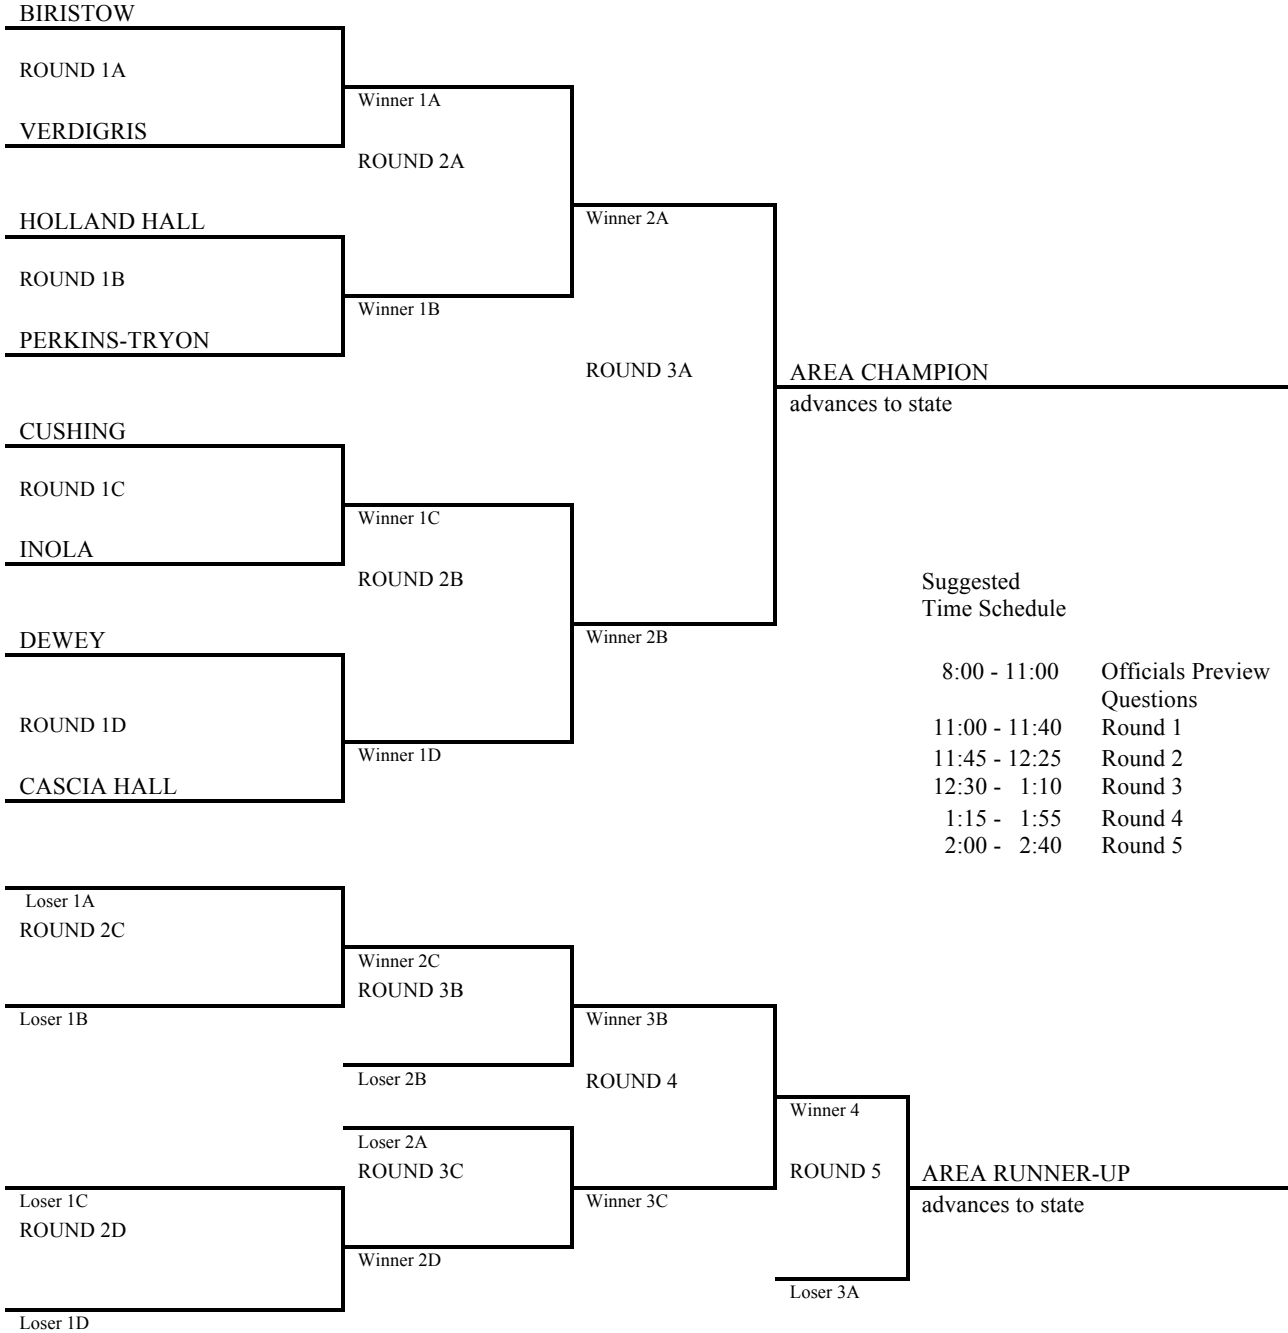 BIRISTOW
ROUND 1A
Winner 1A
VERDIGRIS
ROUND 2A
HOLLAND HALL
Winner 2A
ROUND 1B
Winner 1B
PERKINS-TRYON
ROUND 3A
AREA CHAMPION
advances to state
CUSHING
ROUND 1C
Winner 1C
INOLA
ROUND 2B
Suggested
Time Schedule
DEWEY
Winner 2B
8:00 - 11:00 Officials Preview
Questions
ROUND 1D
11:00 - 11:40 Round 1
Winner 1D
11:45 - 12:25 Round 2
CASCIA HALL
12:30 - 1:10 Round 3
1:15 - 1:55 Round 4
2:00 - 2:40 Round 5
Loser 1A
ROUND 2C
Winner 2C
ROUND 3B
Loser 1B
Winner 3B
Loser 2B
ROUND 4
Winner 4
Loser 2A
ROUND 3C
ROUND 5
AREA RUNNER-UP
advances to state
Loser 1C
Winner 3C
ROUND 2D
Winner 2D
Loser 3A
Loser 1D